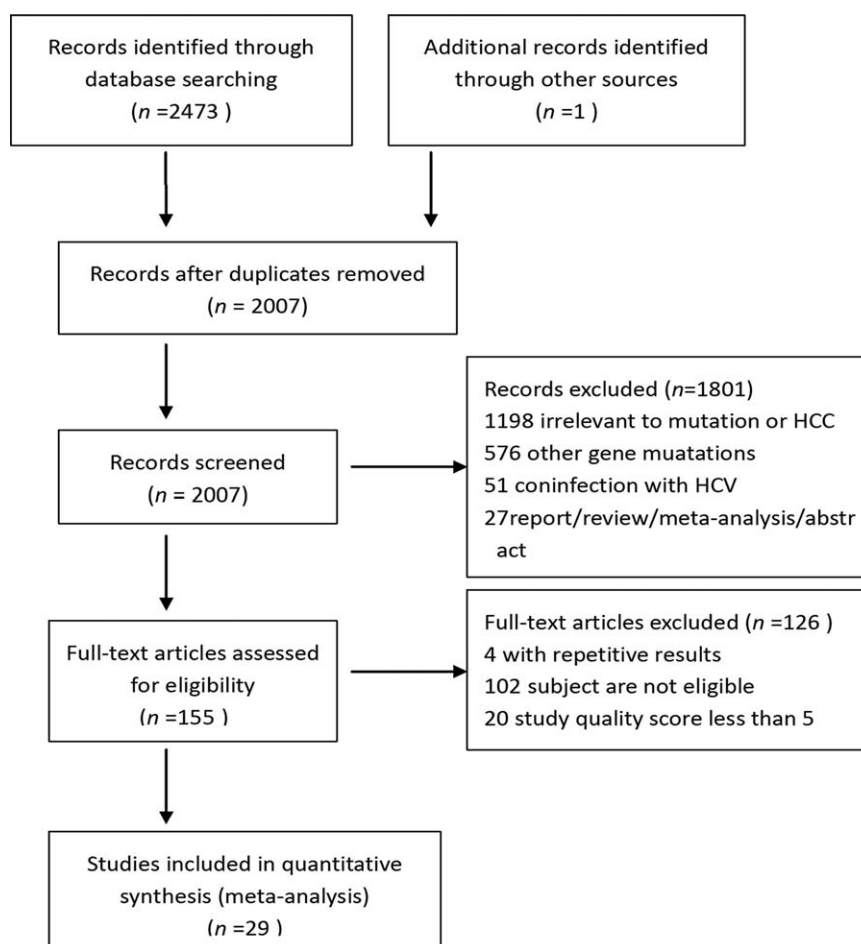 Records identified through
database searching
(n =2473 )
Additional records identified
through other sources
(n =1 )
Records after duplicates removed
(n = 2007)
Records screened
(n = 2007)
Records excluded (n=1801)
1198 irrelevant to mutation or HCC
576 other gene muatations
51 coninfection with HCV
27report/review/meta-analysis/abstr
act
Full-text articles assessed
for eligibility
(n =155 )
Full-text articles excluded (n =126 )
4 with repetitive results
102 subject are not eligible
20 study quality score less than 5
Studies included in quantitative
synthesis (meta-analysis)
(n =29 )